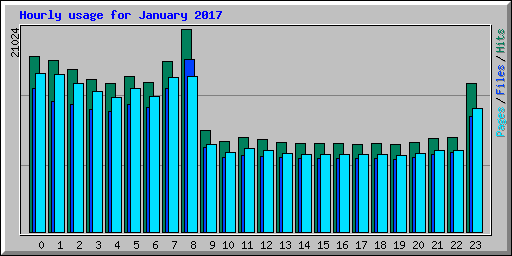 Hourly usage for January 2017
21024
Pages/Files/Hits
0 1 2 3 4 5 6 7 8 9 10 11 12 13 14 15 16 17 18 19 20 21 22 23